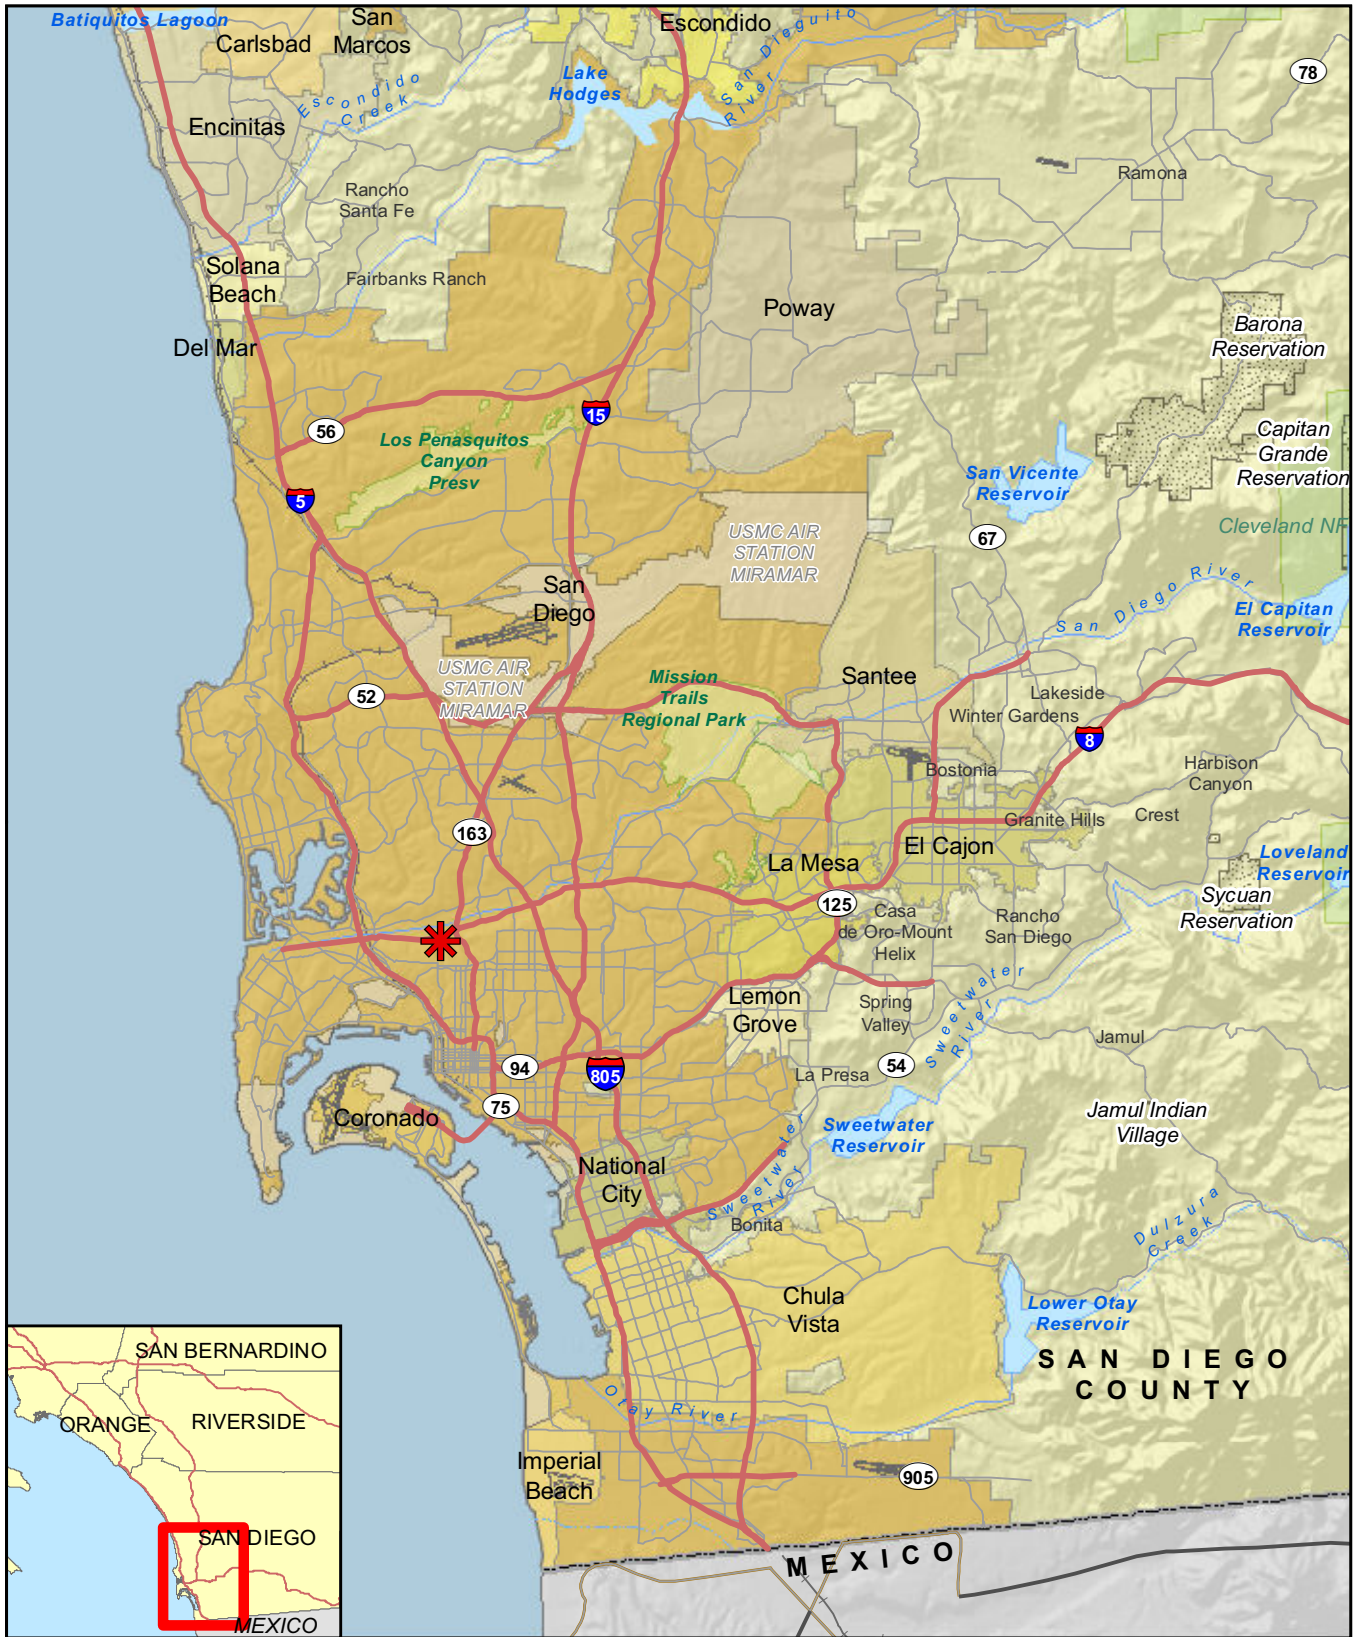 Batiquitos Lagoon
San
Marcos
Carlsbad
Escondido
San Dieguito
River
Lake
Hodges
78
Escondido
Creek
Encinitas
Ramona
Rancho
Santa Fe
Solana
Beach
Fairbanks Ranch
Poway
Barona
Reservation
Del Mar
15
56
Los Penasquitos
Canyon
Presv
Capitan
Grande
Reservation
San Vicente
Reservoir
5
67
Cleveland NF
USMC AIR
STATION
MIRAMAR
San
Diego
San Diego River
El Capitan
Reservoir
USMC AIR
STATION
MIRAMAR
Mission
Trails
Regional Park
Santee
52
Lakeside
Winter Gardens
8
Bostonia
Harbison
Canyon
163
Granite Hills
Crest
El Cajon
La Mesa
Loveland
Reservoir
Sycuan
Reservation
125
Casa
de Oro-Mount
Helix
Rancho
San Diego
Lemon
Grove
Spring
Valley
Sweetwater
River
Jamul
94
805
La Presa
54
75
Coronado
Sweetwater
Reservoir
Jamul Indian
Village
National
City
Sweetwater
River
Bonita
Dulzura
Creek
Chula
Vista
Lower Otay
Reservoir
SAN DIEGO
COUNTY
Otay River
Imperial
Beach
905
MEXICO
SAN BERNARDINO
ORANGE
RIVERSIDE
SAN DIEGO
MEXICO